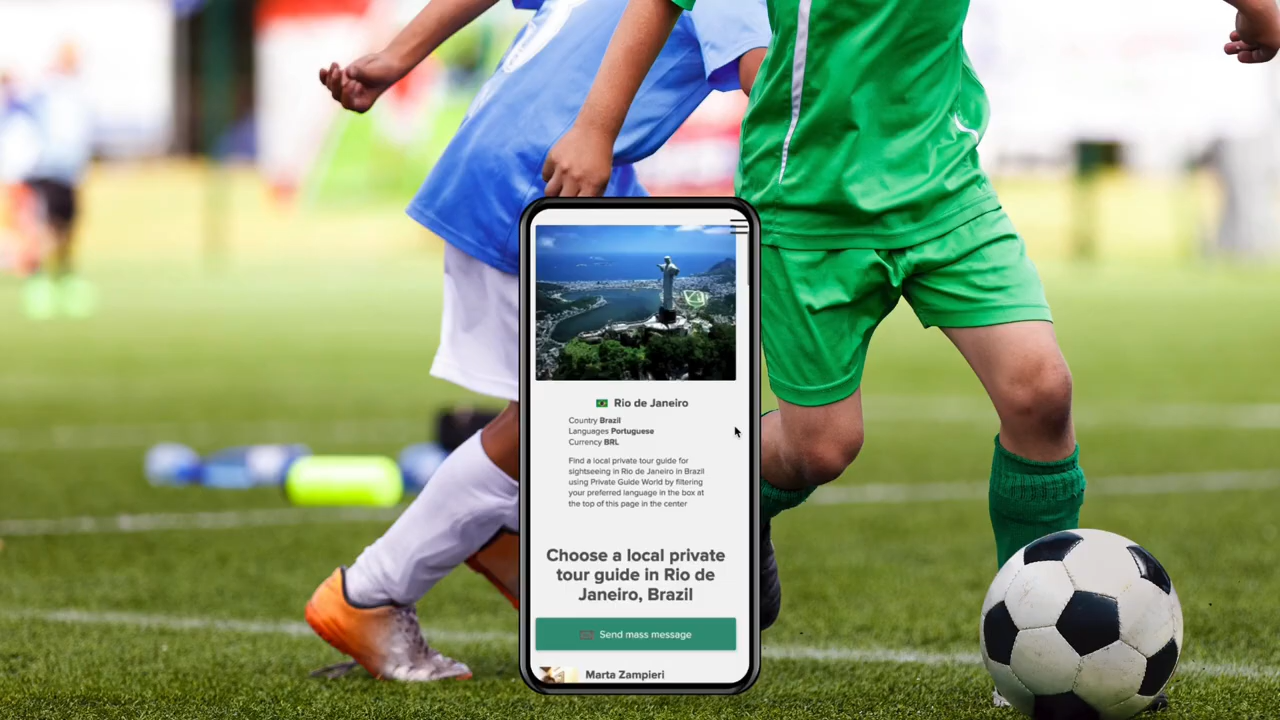 Rio de Janeiro
Country Brazil
Languages Portuguese
Currency BRL
Find a local private tour guide for
sightseeing in Rio de Janeiro in Brazil
using Private Guide World by filtering
your preferred language in the box at
the top of this page in the center
Choose a local private
tour guide in Rio de
Janeiro, Brazil
Send mass message
Marta Zampieri